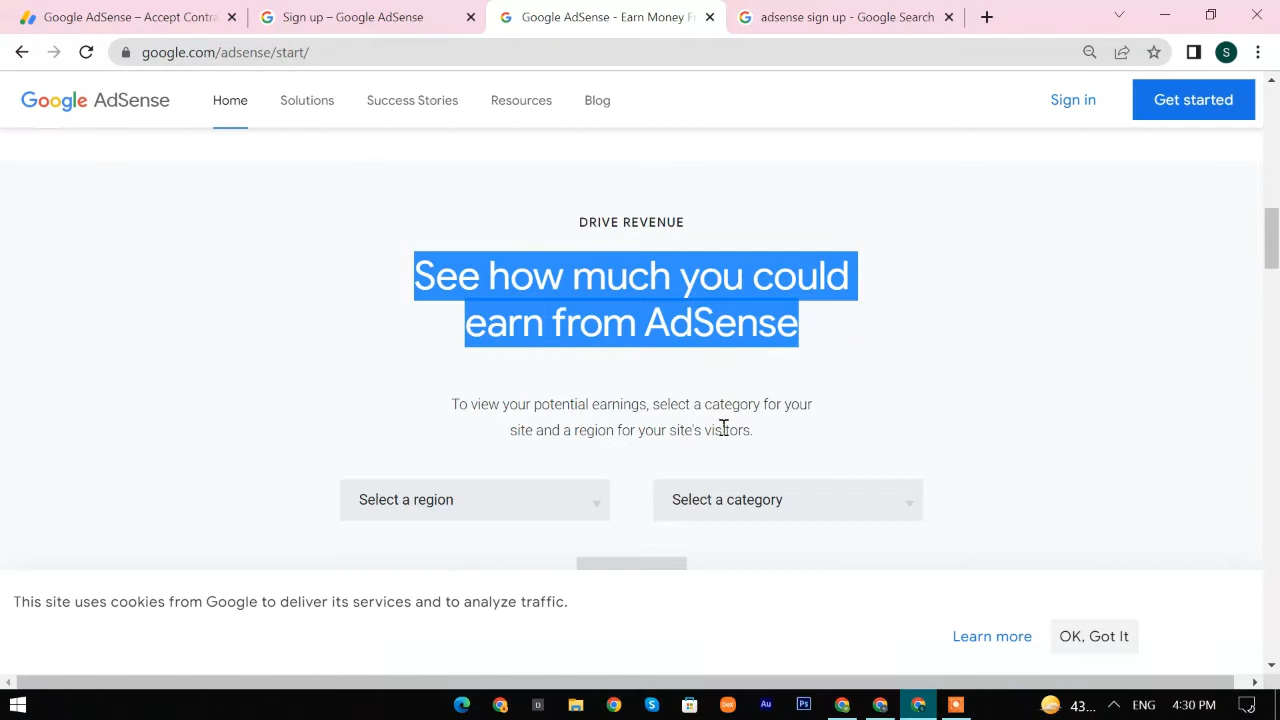 Google AdSense – Accept Contra
Sign up – Google AdSense
Google AdSense - Earn Money Fr
adsense sign up - Google Search
google.com/adsense/start/
S
Google AdSense
Home
Solutions
Success Stories
Resources
Blog
Sign in
Get started
DRIVE REVENUE
See how much you could
earn from AdSense
To view your potential earnings, select a category for your
site and a region for your site's visitors.
Select a region
Select a category
This site uses cookies from Google to deliver its services and to analyze traffic.
Learn more
OK, Got It
D
S
DeX
Au
Ps
43...
ENG
4:30 PM